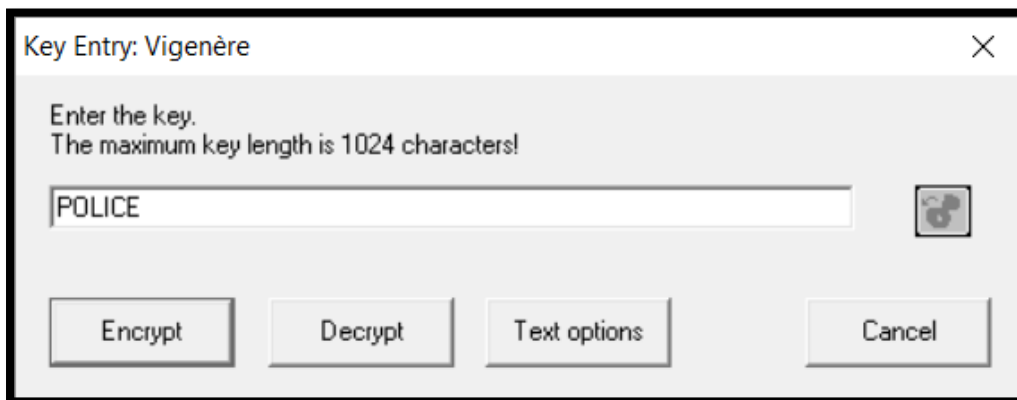 Key Entry: Vigenère
Enter the key.
The maximum key length is 1024 characters!
POLICE
Encrypt Decrypt Text options Cancel